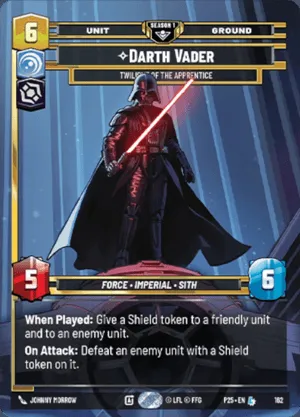 6
UNIT
SEASON 1
GROUND
DARTH VADER
TWILIGHT OF THE APPRENTICE
5
6
FORCE • IMPERIAL • SITH
When Played: Give a Shield token to a friendly unit
and to an enemy unit.
On Attack: Defeat an enemy unit with a Shield
token on it.
JOHNNY MORROW
© LFL © FFG
P25 • EN
162